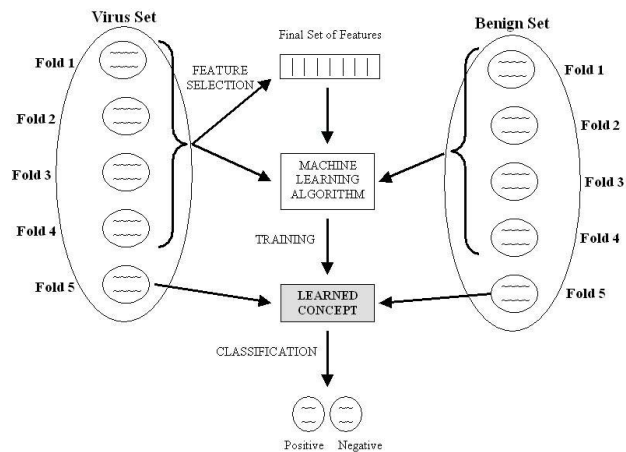 Virus Set
Final Set of Features
Benign Set
Fold 1
Fold 2
Fold 3
Fold 4
Fold 5
FEATURE
SELECTION
MACHINE
LEARNING
ALGORITHM
TRAINING
LEARNED
CONCEPT
CLASSIFICATION
Positive
Negative
Fold 1
Fold 2
Fold 3
Fold 4
Fold 5